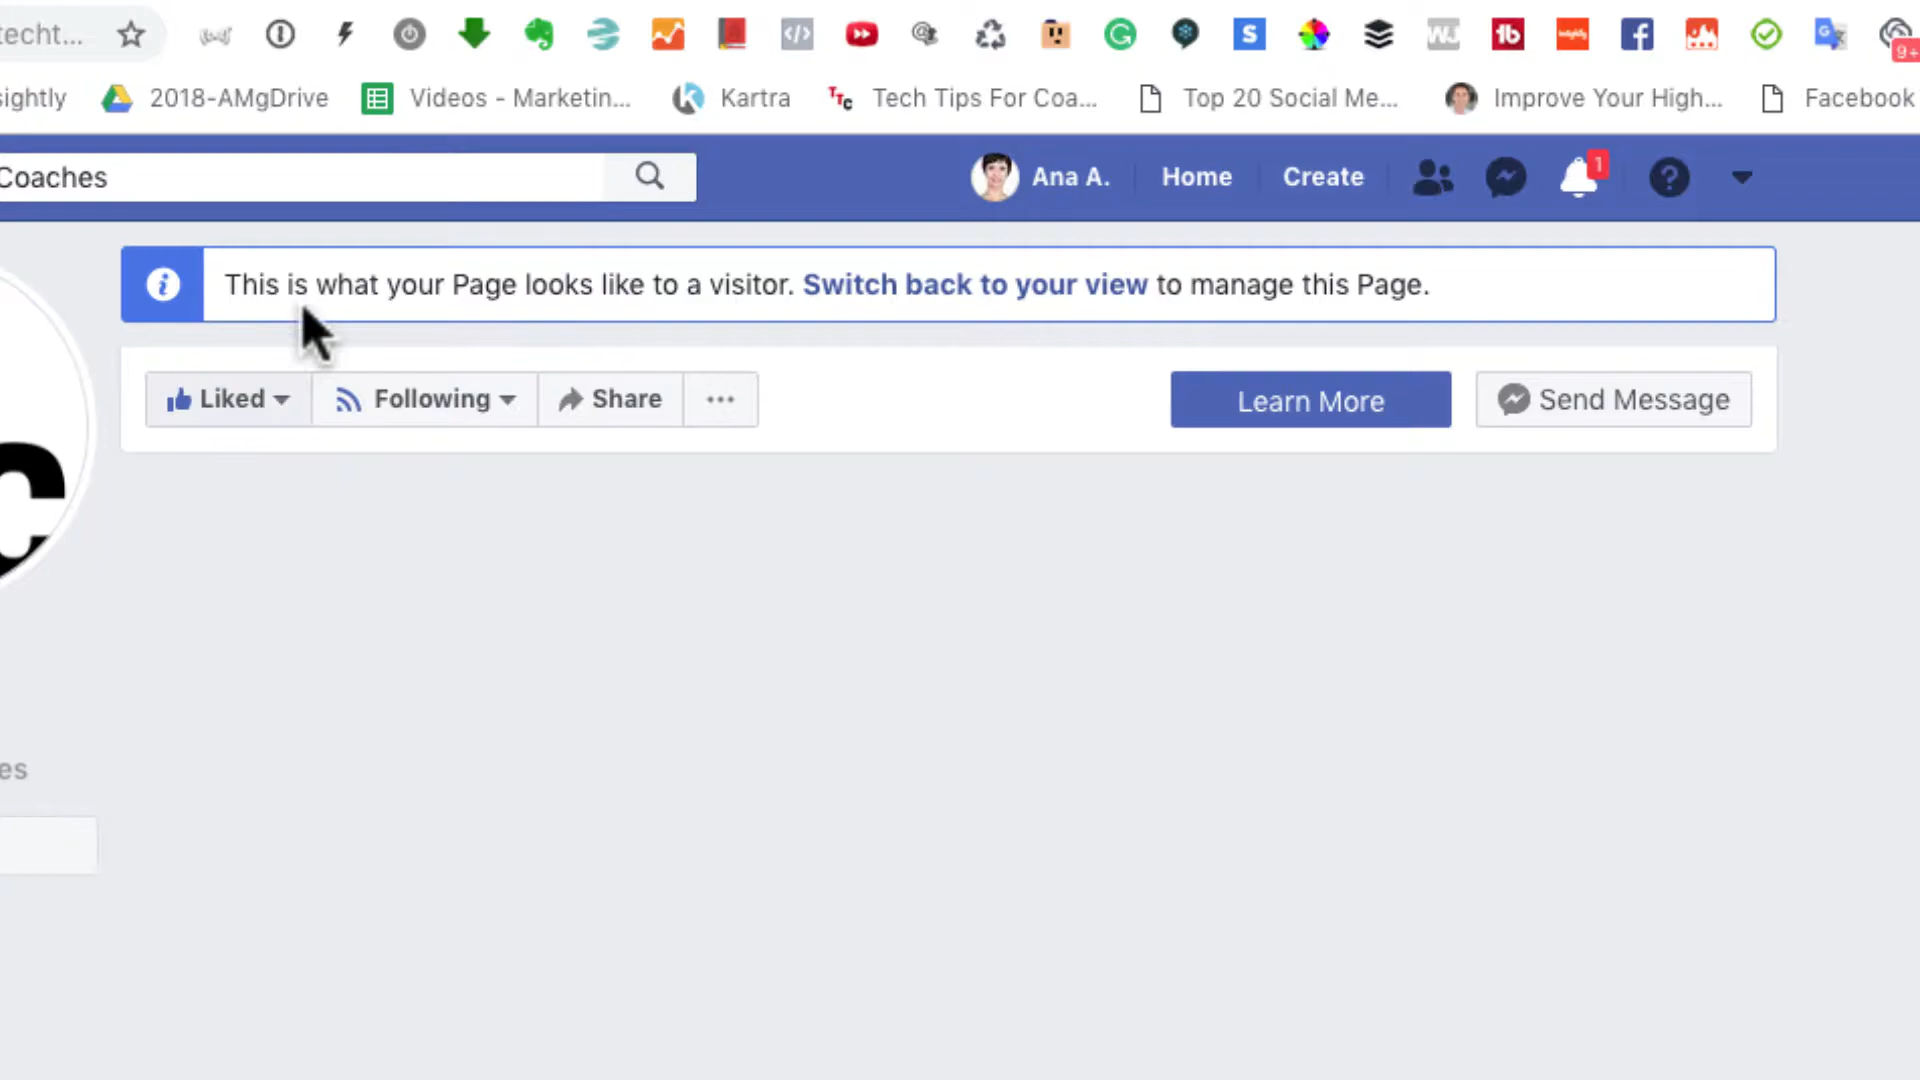 techt...
9+
sightly 2018-AMgDrive Videos - Marketin... Kartra TTC Tech Tips For Coa... Top 20 Social Me... Improve Your High... Facebook
Coaches Ana A. Home Create 1
This is what your Page looks like to a visitor. Switch back to your view to manage this Page.
Liked Following Share ... Learn More Send Message
C
es